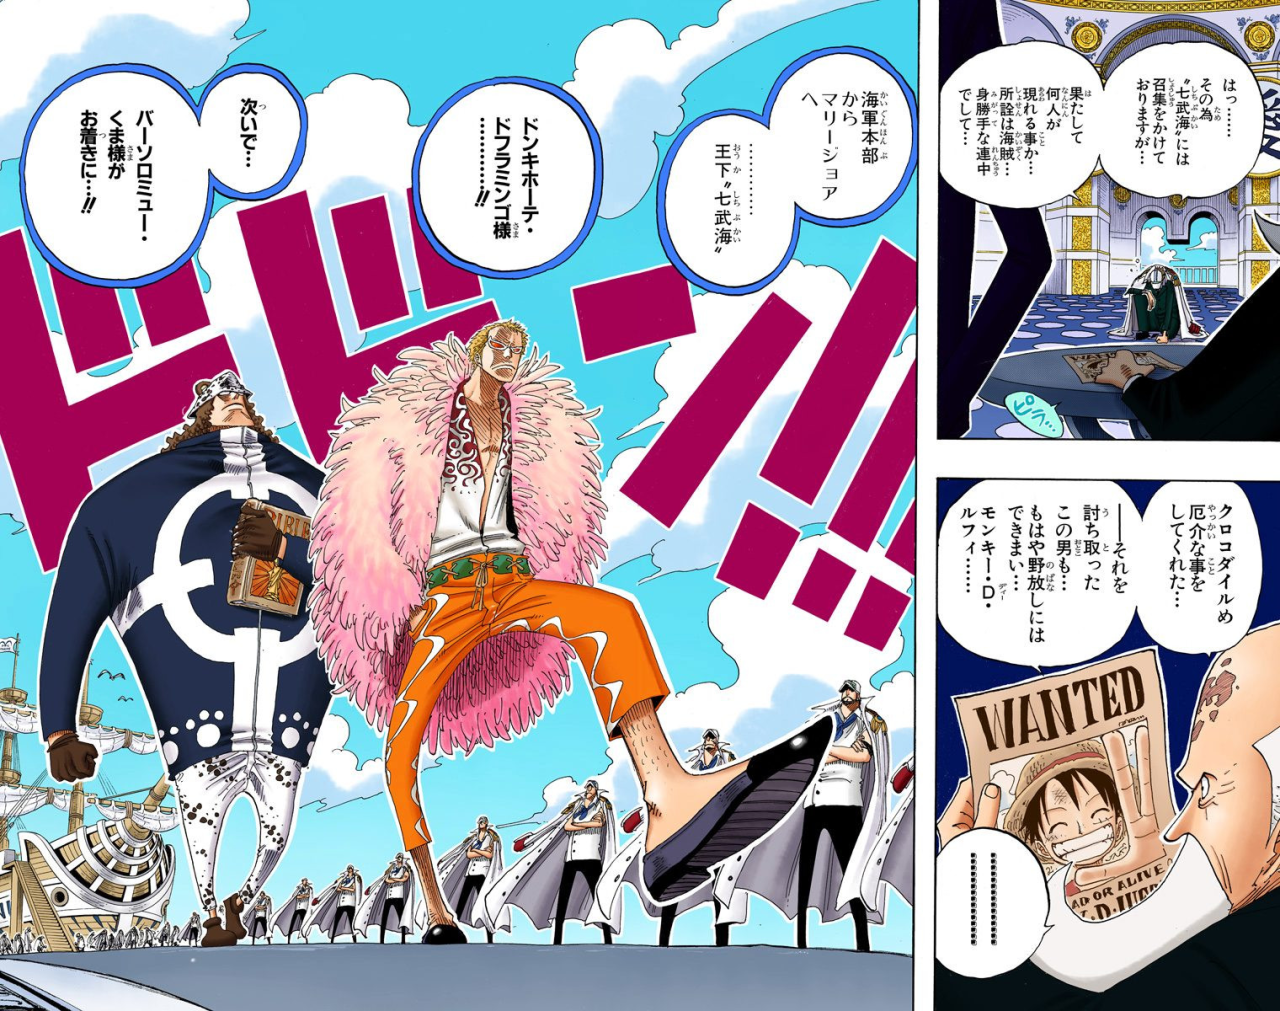 はっ……
その為
"七武海"には
召集をかけて
おりますが…
果たして
何人が
現れる事か…
所詮は海賊…
身勝手な連中
でして…
ピラ…
クロコダイルめ
厄介な事を
してくれた…
――それを
討ち取った
この男も…
もはや野放しには
できまい…
モンキー・D・
ルフィ………
WANTED
AD OR ALIVE
…………………
海軍本部
から
マリージョア
へ
…………
王下"七武海"
ドンキホーテ・
ドフラミンゴ様
…………!!
次いで…
バーソロミュー・
くま様が
お着きに…!!
BIBLE
ドドン!!!